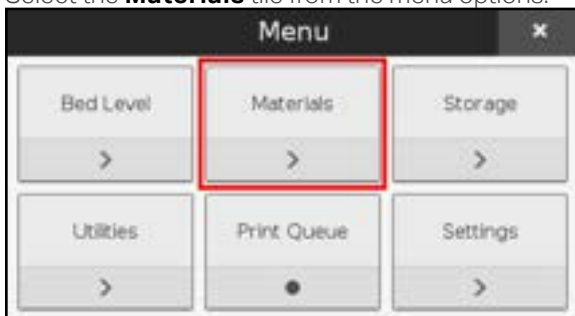 Select the Materials tile from the menu options.
Menu ×
Bed Level Materials Storage
> > >
Utilities Print Queue Settings
> ● >